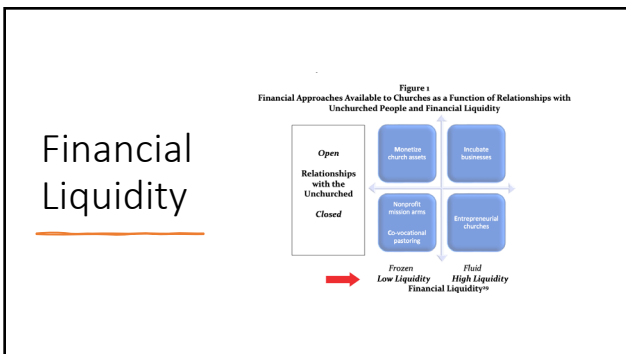 Financial
Liquidity
Figure 1
Financial Approaches Available to Churches as a Function of Relationships with
Unchurched People and Financial Liquidity
Open
Relationships
with the
Unchurched
Closed
Monetize
church assets
Incubate
businesses
Nonprofit
mission arms
Co-vocational
pastoring
Entrepreneurial
churches
Frozen Fluid
Low Liquidity High Liquidity
Financial Liquidity²⁹